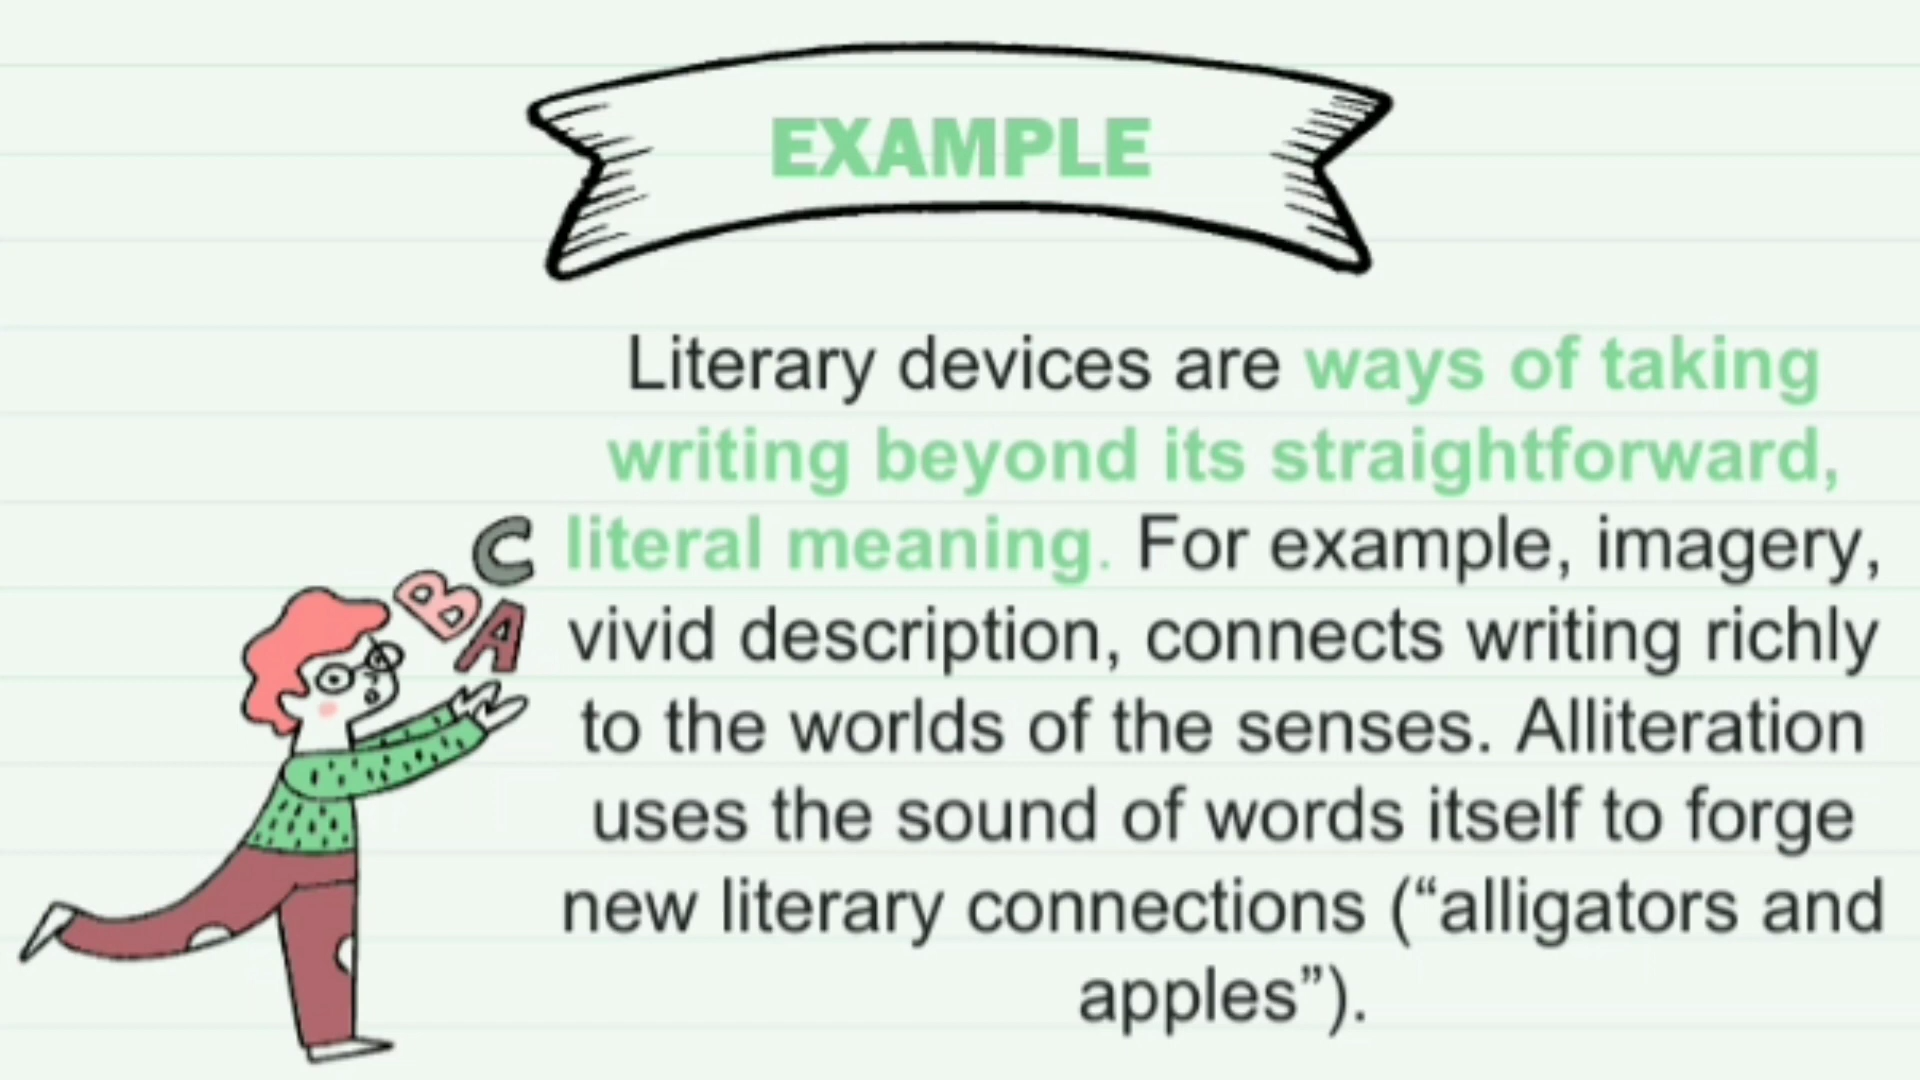 EXAMPLE
Literary devices are ways of taking
writing beyond its straightforward,
literal meaning. For example, imagery,
vivid description, connects writing richly
to the worlds of the senses. Alliteration
uses the sound of words itself to forge
new literary connections (“alligators and
apples”).
C
B
A